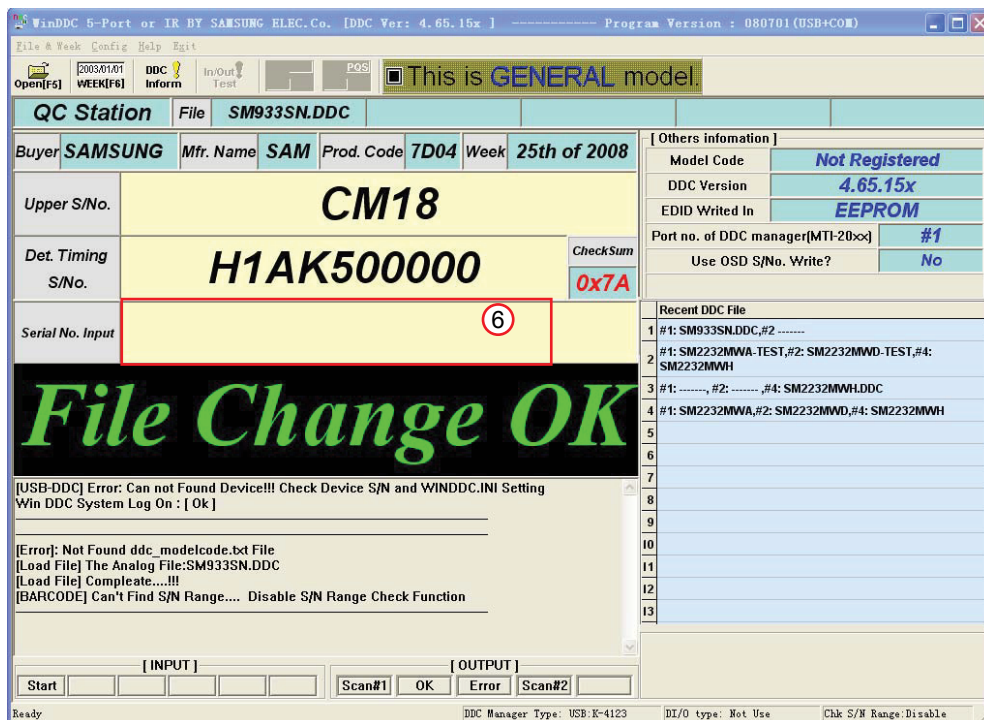 WinDDC 5-Port or IR BY SAMSUNG ELEC.Co. [DDC Ver: 4.65.15x ] ----------- Program Version : 080701(USB+COM)
File & Week Config Help Exit
Open[F5]
2003/01/01
WEEK[F6]
DDC
Inform
In/Out
Test
PQS
This is GENERAL model.
QC Station File SM933SN.DDC
Buyer SAMSUNG Mfr. Name SAM Prod. Code 7D04 Week 25th of 2008
Upper S/No. CM18
Det. Timing
S/No.
H1AK500000
CheckSum
0x7A
Serial No. Input
6
File Change OK
[USB-DDC] Error: Can not Found Device!!! Check Device S/N and WINDDC.INI Setting
Win DDC System Log On : [ Ok ]
[Error]: Not Found ddc_modelcode.txt File
[Load File] The Analog File:SM933SN.DDC
[Load File] Compleate....!!!
[BARCODE] Can't Find S/N Range.... Disable S/N Range Check Function
[ INPUT ]
Start
[ OUTPUT ]
Scan#1 OK Error Scan#2
[ Others infomation ]
Model Code Not Registered
DDC Version 4.65.15x
EDID Writed In EEPROM
Port no. of DDC manager(MTI-20xx) #1
Use OSD S/No. Write? No
Recent DDC File
1 #1: SM933SN.DDC,#2 -------
2 #1: SM2232MWA-TEST,#2: SM2232MWD-TEST,#4:
SM2232MWH
3 #1: -------, #2: ------- ,#4: SM2232MWH.DDC
4 #1: SM2232MWA,#2: SM2232MWD,#4: SM2232MWH
5
6
7
8
9
10
11
12
13
Ready DDC Manager Type: USB:K-4123 DI/O type: Not Use Chk S/N Range:Disable